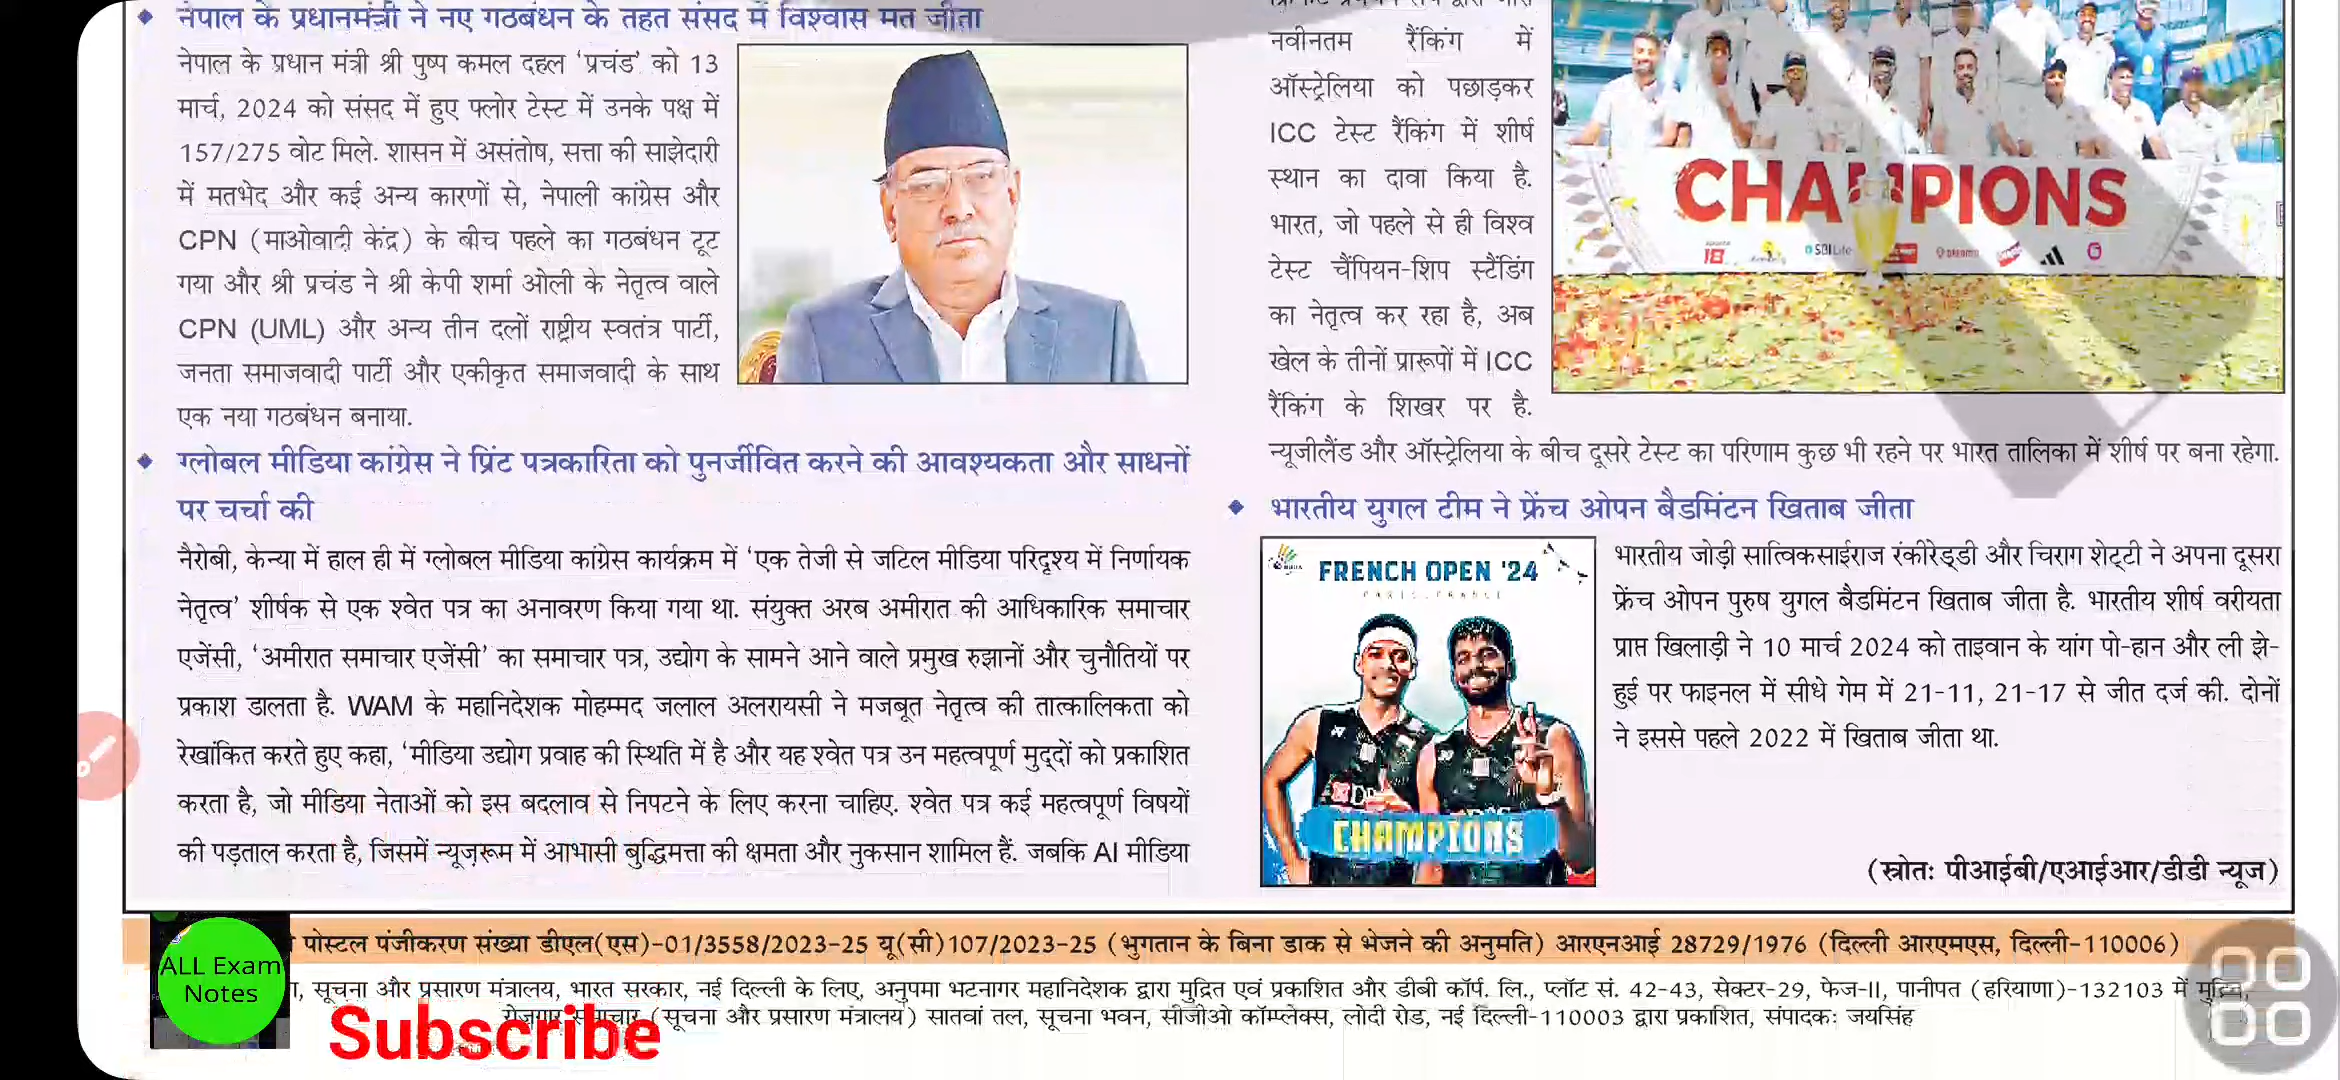 नेपाल के प्रधानमंत्री ने नए गठबंधन के तहत संसद में विश्वास मत जीता
नेपाल के प्रधान मंत्री श्री पुष्प कमल दहल ‘प्रचंड’ को 13
मार्च, 2024 को संसद में हुए फ्लोर टेस्ट में उनके पक्ष में
157/275 वोट मिले. शासन में असंतोष, सत्ता की साझेदारी
में मतभेद और कई अन्य कारणों से, नेपाली कांग्रेस और
CPN (माओवादी केंद्र) के बीच पहले का गठबंधन टूट
गया और श्री प्रचंड ने श्री केपी शर्मा ओली के नेतृत्व वाले
CPN (UML) और अन्य तीन दलों राष्ट्रीय स्वतंत्र पार्टी,
जनता समाजवादी पार्टी और एकीकृत समाजवादी के साथ
एक नया गठबंधन बनाया.
ग्लोबल मीडिया कांग्रेस ने प्रिंट पत्रकारिता को पुनर्जीवित करने की आवश्यकता और साधनों
पर चर्चा की
नैरोबी, केन्या में हाल ही में ग्लोबल मीडिया कांग्रेस कार्यक्रम में ‘एक तेजी से जटिल मीडिया परिदृश्य में निर्णायक
नेतृत्व’ शीर्षक से एक श्वेत पत्र का अनावरण किया गया था. संयुक्त अरब अमीरात की आधिकारिक समाचार
एजेंसी, ‘अमीरात समाचार एजेंसी’ का समाचार पत्र, उद्योग के सामने आने वाले प्रमुख रुझानों और चुनौतियों पर
प्रकाश डालता है. WAM के महानिदेशक मोहम्मद जलाल अलरायसी ने मजबूत नेतृत्व की तात्कालिकता को
रेखांकित करते हुए कहा, ‘मीडिया उद्योग प्रवाह की स्थिति में है और यह श्वेत पत्र उन महत्वपूर्ण मुद्दों को प्रकाशित
करता है, जो मीडिया नेताओं को इस बदलाव से निपटने के लिए करना चाहिए. श्वेत पत्र कई महत्वपूर्ण विषयों
की पड़ताल करता है, जिसमें न्यूज़रूम में आभासी बुद्धिमत्ता की क्षमता और नुकसान शामिल हैं. जबकि AI मीडिया
नवीनतम रैंकिंग में
ऑस्ट्रेलिया को पछाड़कर
ICC टेस्ट रैंकिंग में शीर्ष
स्थान का दावा किया है.
भारत, जो पहले से ही विश्व
टेस्ट चैंपियन-शिप स्टैंडिंग
का नेतृत्व कर रहा है, अब
खेल के तीनों प्रारूपों में ICC
रैंकिंग के शिखर पर है.
न्यूजीलैंड और ऑस्ट्रेलिया के बीच दूसरे टेस्ट का परिणाम कुछ भी रहने पर भारत तालिका में शीर्ष पर बना रहेगा.
CHAMPIONS
18 SBI Life
भारतीय युगल टीम ने फ्रेंच ओपन बैडमिंटन खिताब जीता
FRENCH OPEN '24
PARIS, FRANCE
CHAMPIONS
भारतीय जोड़ी सात्विकसाईराज रंकीरेड्डी और चिराग शेट्टी ने अपना दूसरा
फ्रेंच ओपन पुरुष युगल बैडमिंटन खिताब जीता है. भारतीय शीर्ष वरीयता
प्राप्त खिलाड़ी ने 10 मार्च 2024 को ताइवान के यांग पो-हान और ली झे-
हुई पर फाइनल में सीधे गेम में 21-11, 21-17 से जीत दर्ज की. दोनों
ने इससे पहले 2022 में खिताब जीता था.
(स्रोतः पीआईबी/एआईआर/डीडी न्यूज)
पोस्टल पंजीकरण संख्या डीएल(एस)-01/3558/2023-25 यू(सी)107/2023-25 (भुगतान के बिना डाक से भेजने की अनुमति) आरएनआई 28729/1976 (दिल्ली आरएमएस, दिल्ली-110006)
ALL Exam
Notes
सूचना और प्रसारण मंत्रालय, भारत सरकार, नई दिल्ली के लिए, अनुपमा भटनागर महानिदेशक द्वारा मुद्रित एवं प्रकाशित और डीबी कॉर्प. लि., प्लॉट सं. 42-43, सेक्टर-29, फेज-II, पानीपत (हरियाणा)-132103 में मुद्रित,
रोजगार समाचार (सूचना और प्रसारण मंत्रालय) सातवां तल, सूचना भवन, सीजीओ कॉम्प्लेक्स, लोदी रोड, नई दिल्ली-110003 द्वारा प्रकाशित, संपादकः जयसिंह
Subscribe